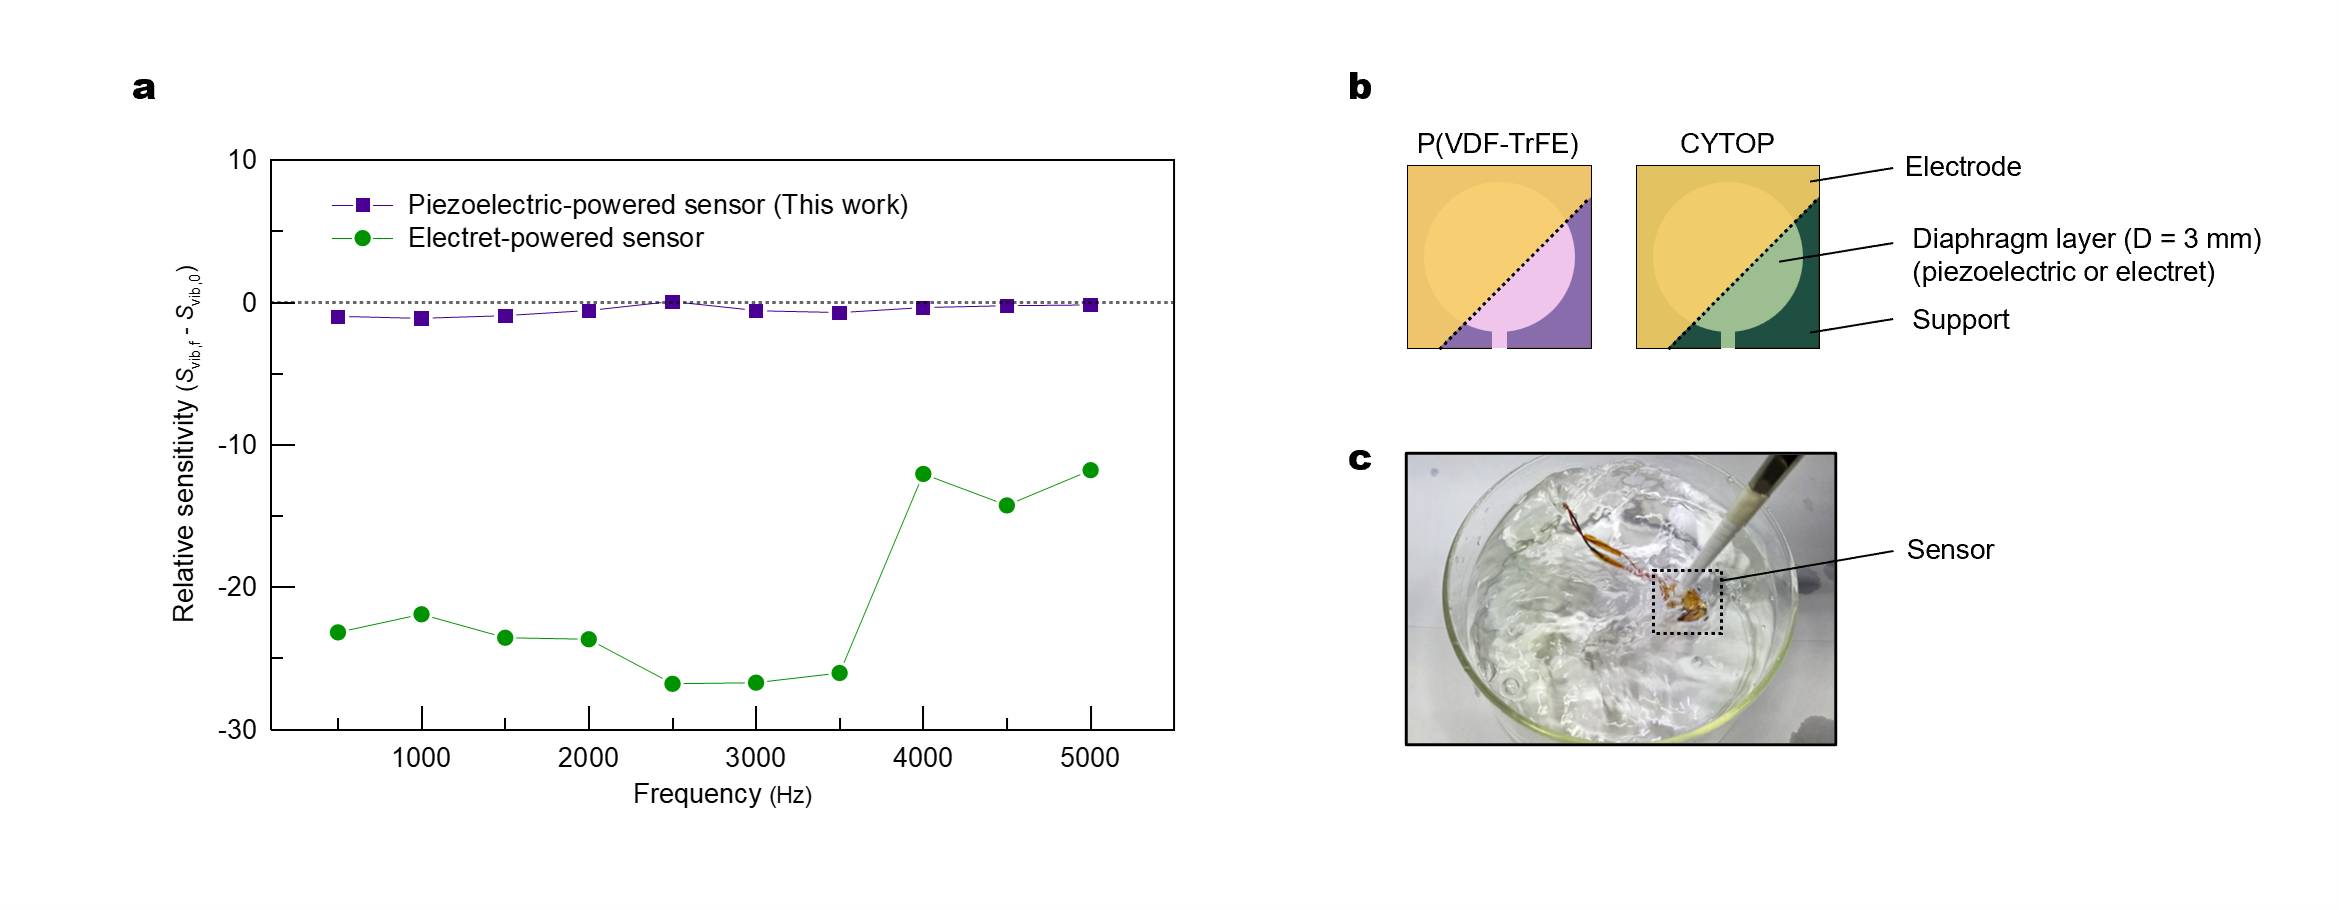 a
10
0
-10
-20
-30
Relative sensitivity (Svib,f - Svib,0)
Piezoelectric-powered sensor (This work)
Electret-powered sensor
1000 2000 3000 4000 5000
Frequency (Hz)
b
P(VDF-TrFE) CYTOP
Electrode
Diaphragm layer (D = 3 mm)
(piezoelectric or electret)
Support
c
Sensor